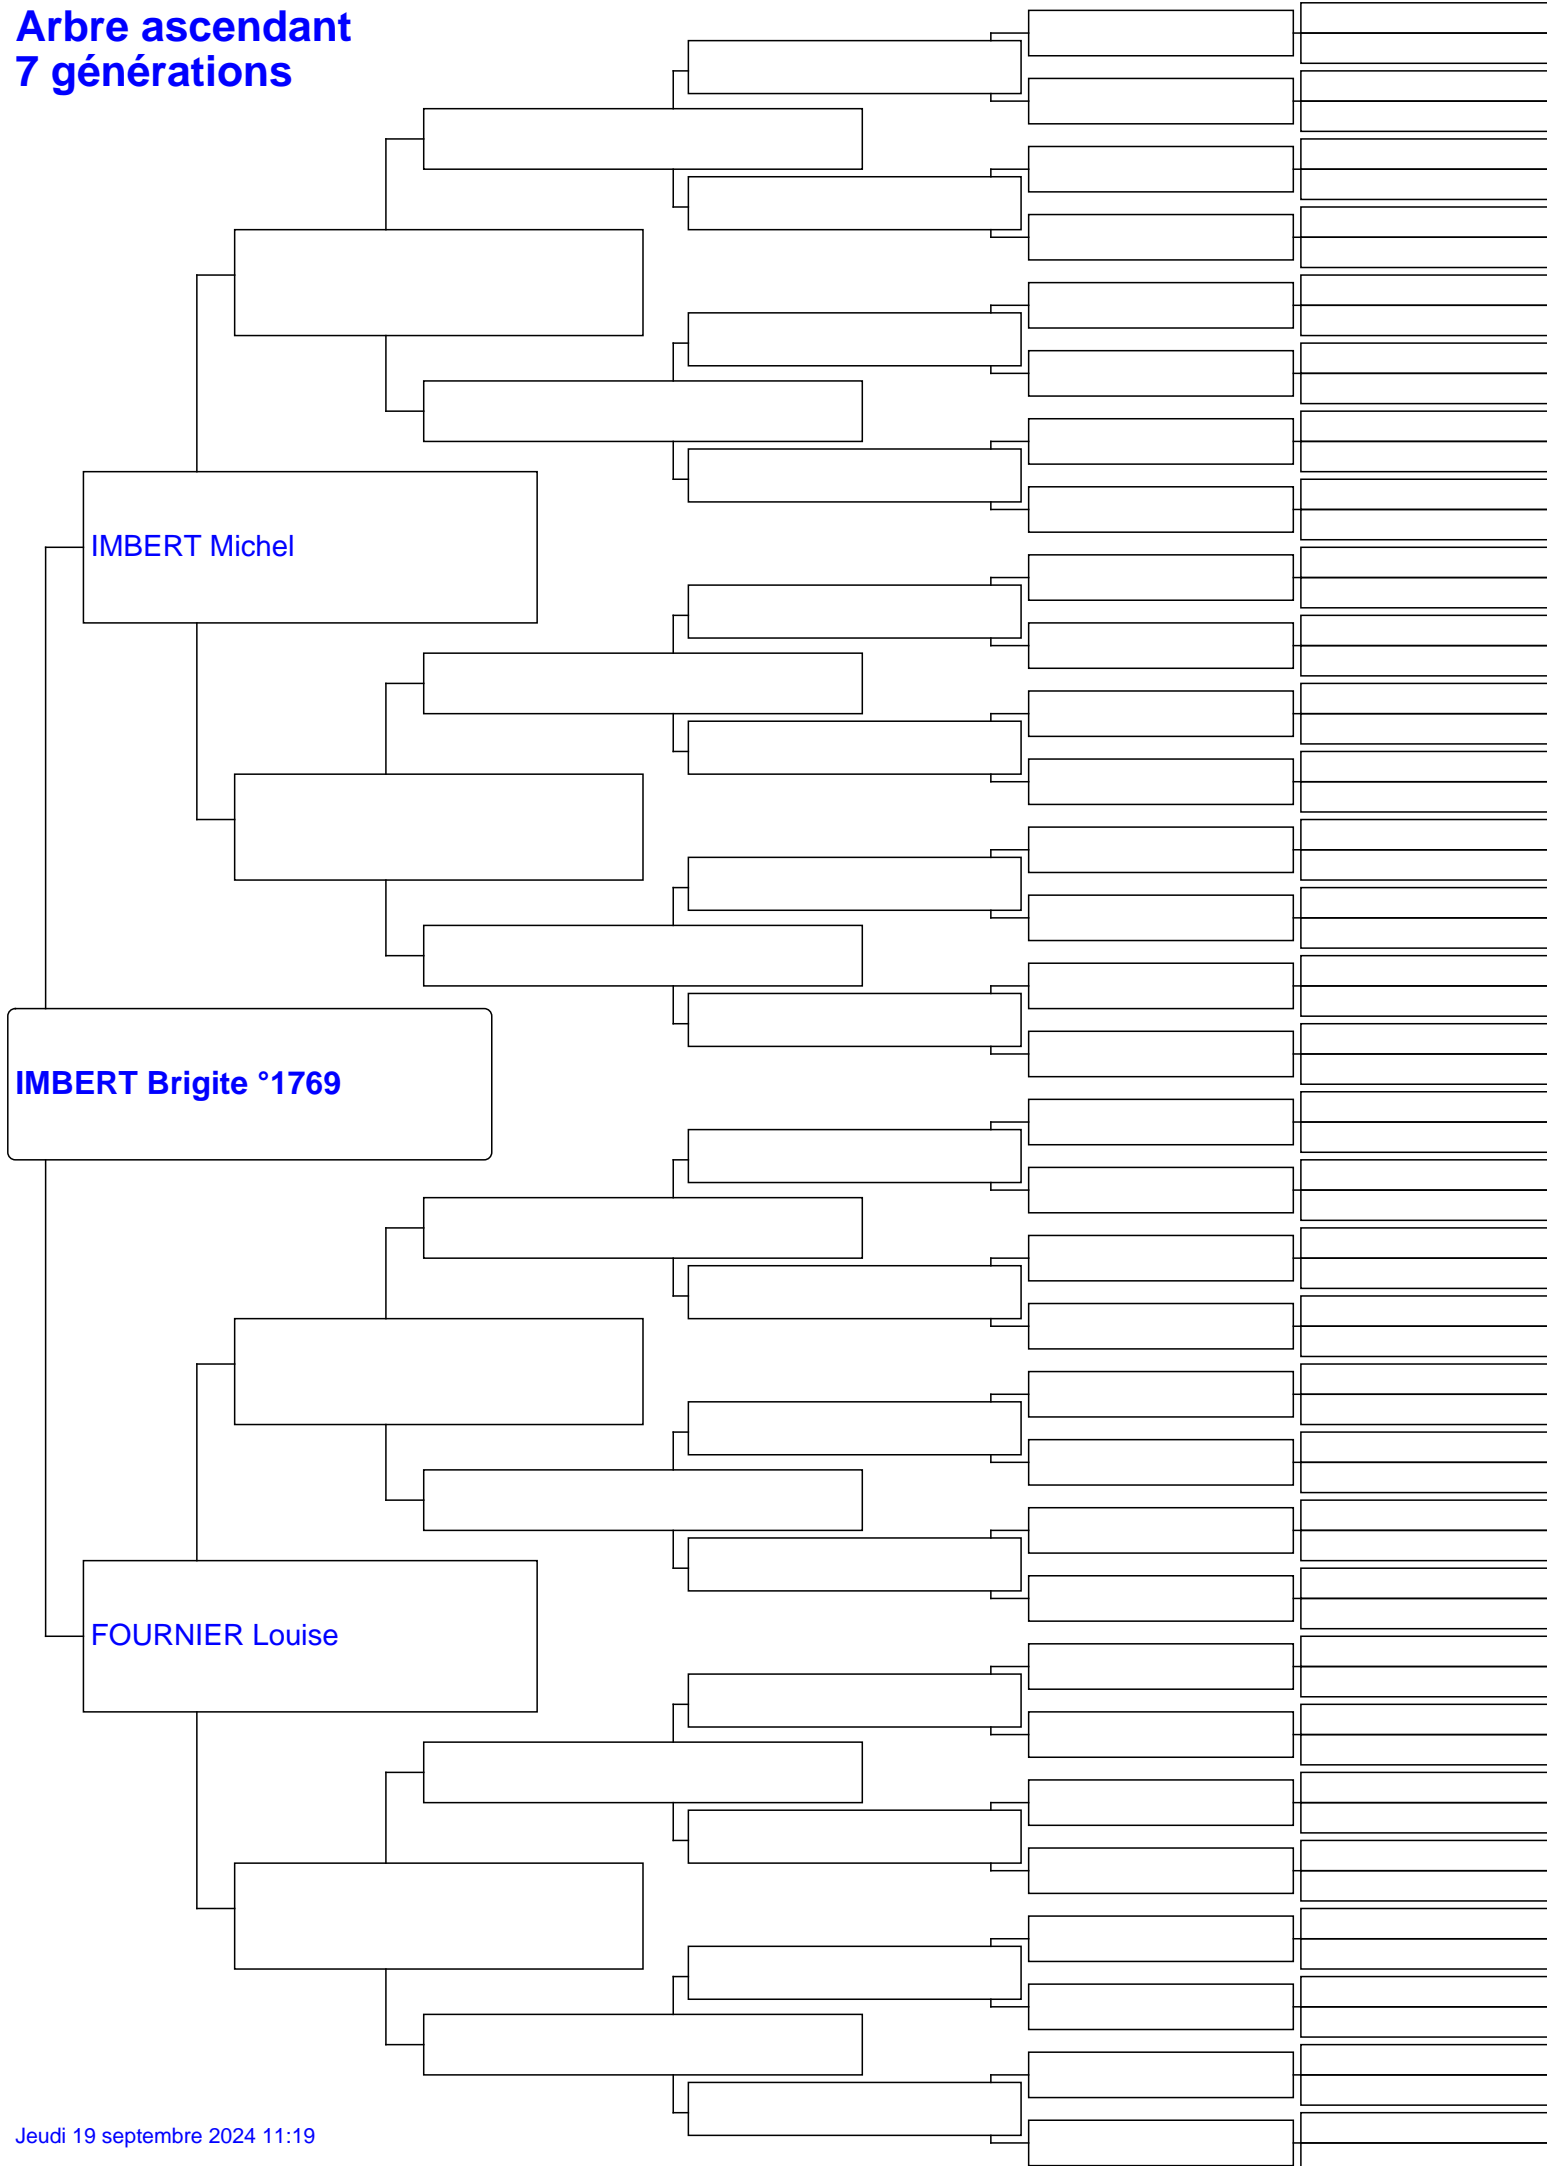 Arbre ascendant
7 générations
IMBERT Michel
IMBERT Brigite °1769
FOURNIER Louise
Jeudi 19 septembre 2024 11:19